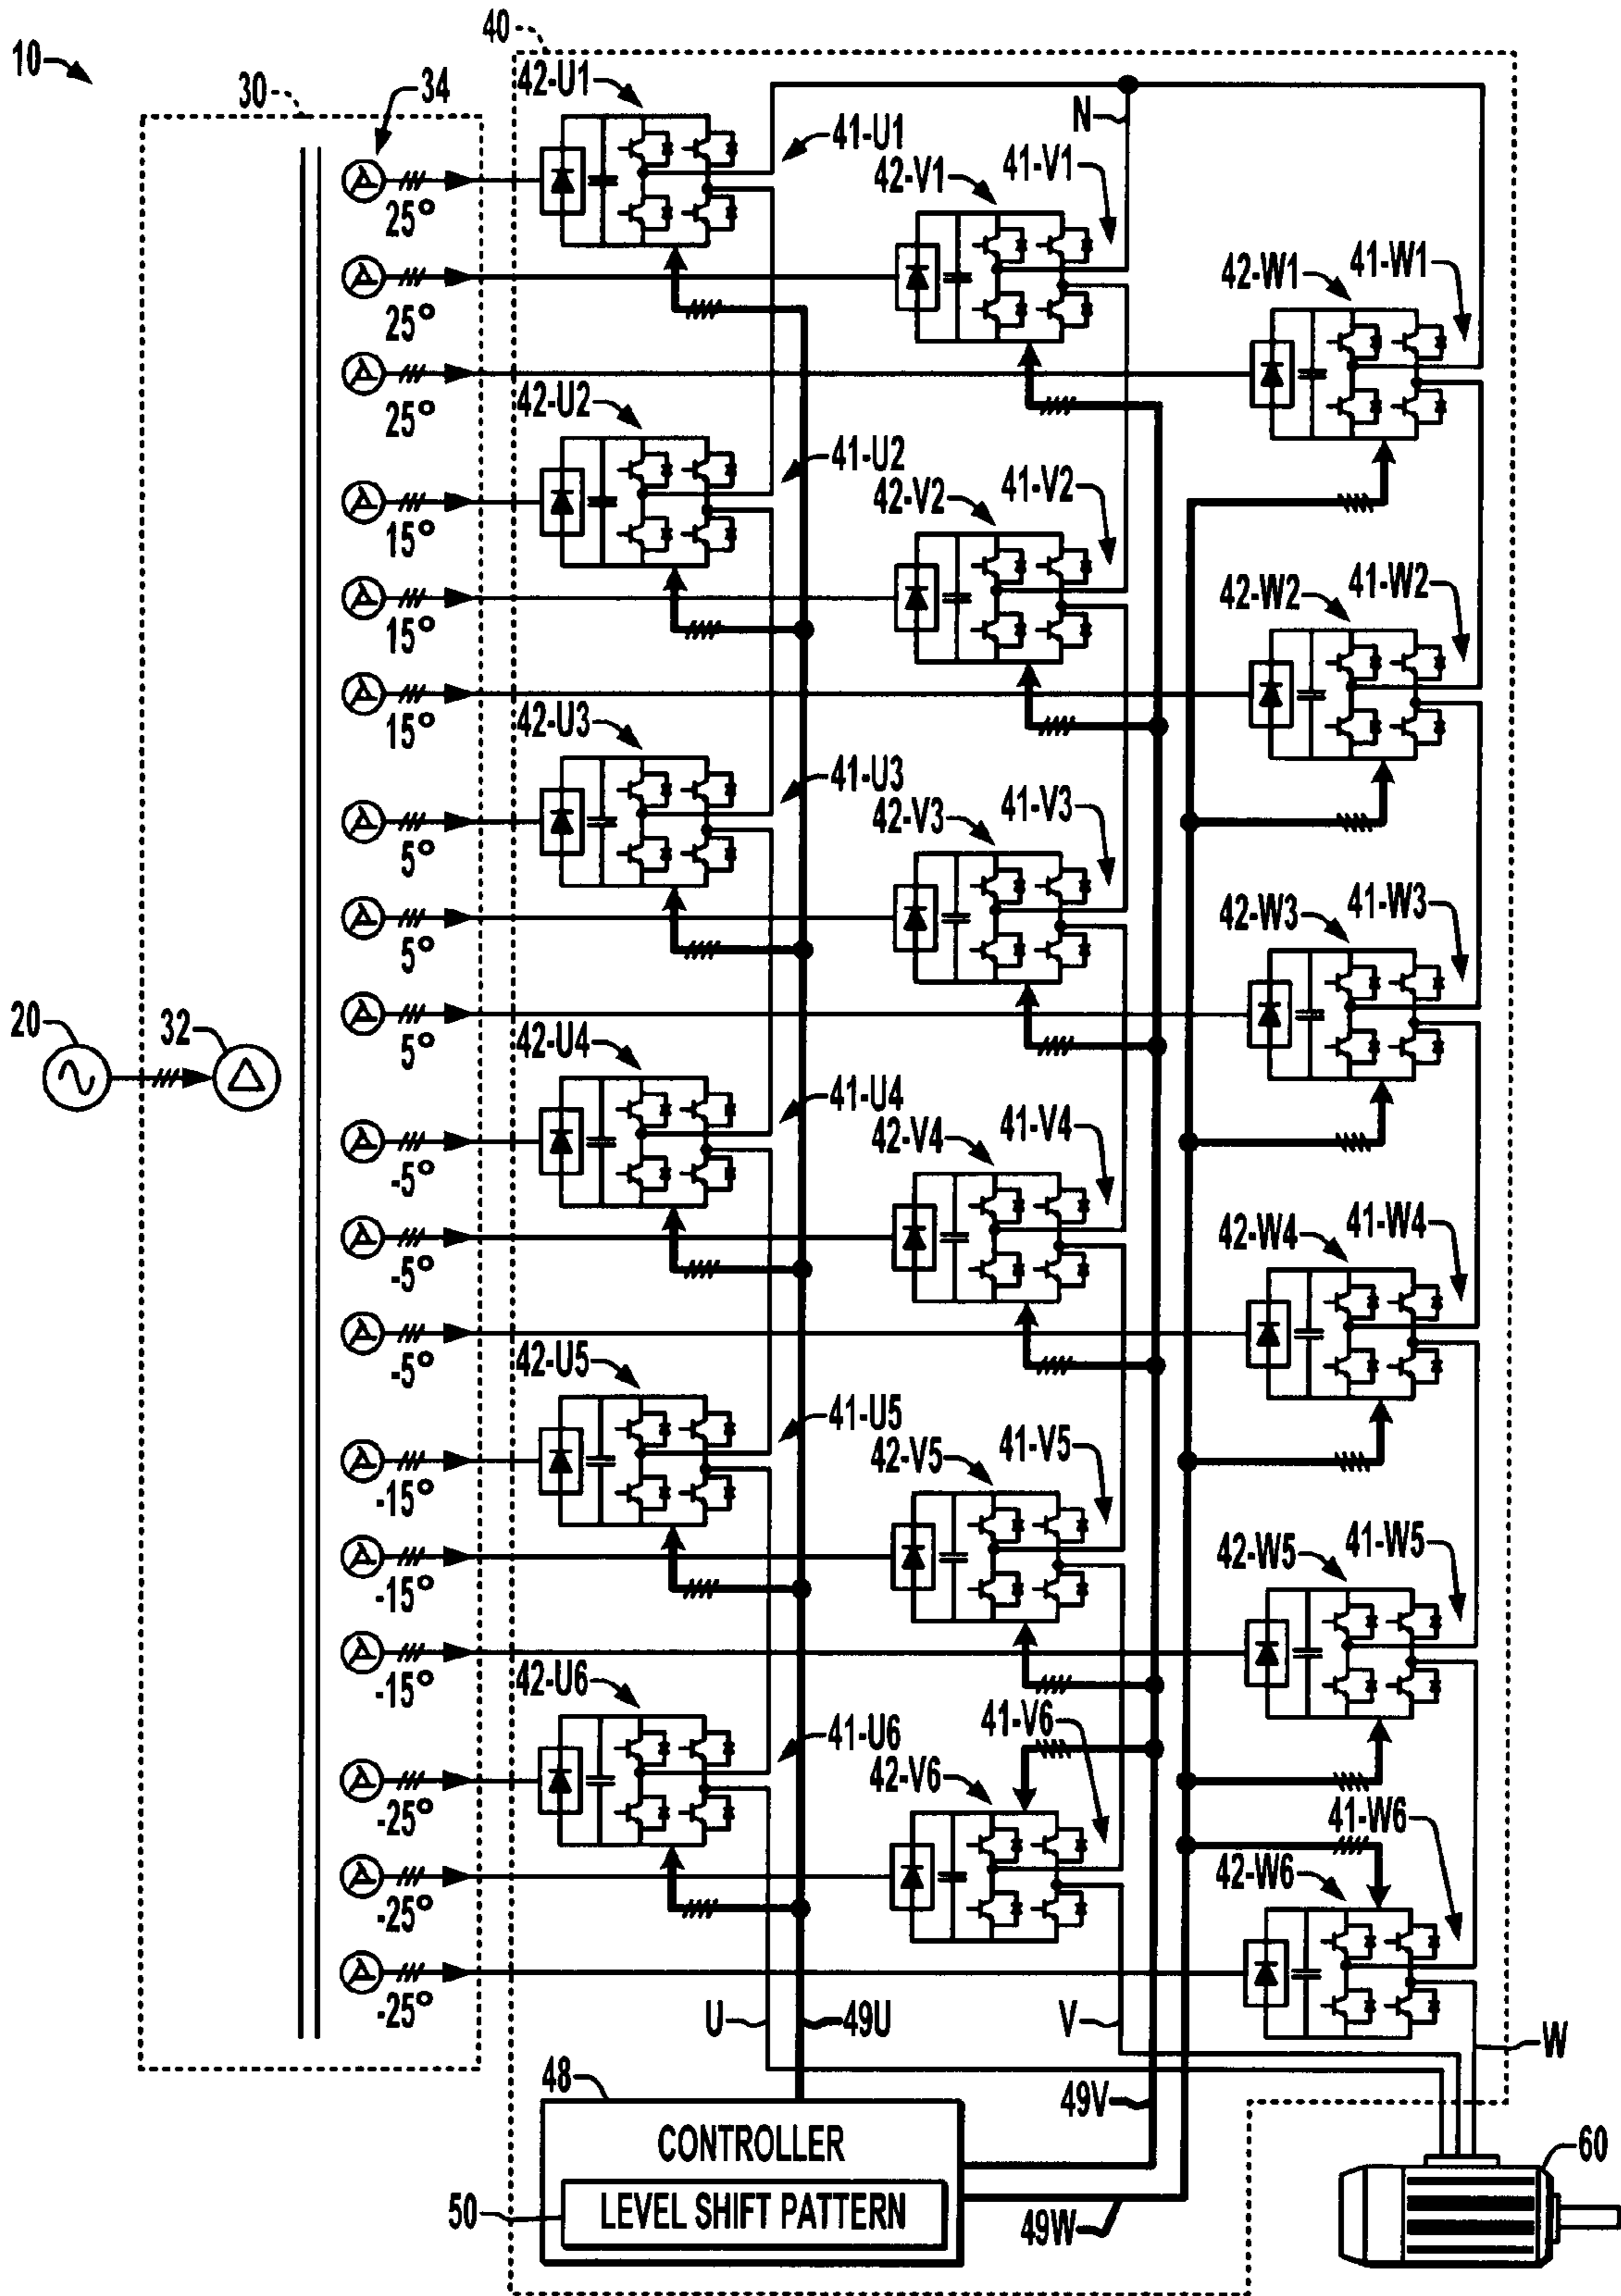 10
40
30
34
42-U1
41-U1
N
42-V1
41-V1
25°
25°
42-W1
41-W1
25°
42-U2
41-U2
42-V2
41-V2
15°
15°
42-W2
41-W2
15°
42-U3
41-U3
42-V3
41-V3
5°
5°
42-W3
41-W3
5°
20
32
42-U4
41-U4
42-V4
41-V4
-5°
-5°
42-W4
41-W4
-5°
42-U5
41-U5
42-V5
41-V5
-15°
-15°
42-W5
41-W5
-15°
42-U6
41-U6
41-V6
42-V6
-25°
41-W6
42-W6
-25°
-25°
U
49U
V
W
48
49V
CONTROLLER
60
50
LEVEL SHIFT PATTERN
49W